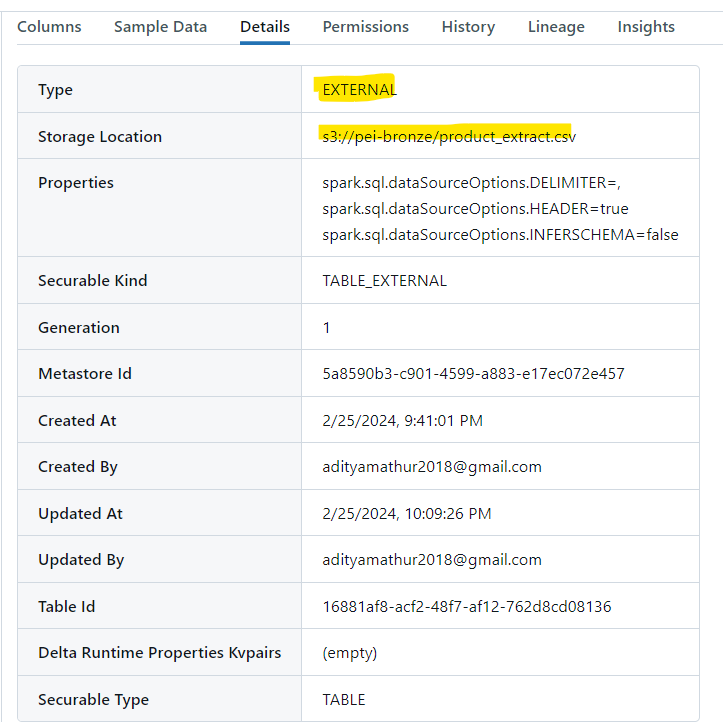 Columns Sample Data Details Permissions History Lineage Insights
Type EXTERNAL
Storage Location s3://pei-bronze/product_extract.csv
Properties spark.sql.dataSourceOptions.DELIMITER=,
spark.sql.dataSourceOptions.HEADER=true
spark.sql.dataSourceOptions.INFERSCHEMA=false
Securable Kind TABLE_EXTERNAL
Generation 1
Metastore Id 5a8590b3-c901-4599-a883-e17ec072e457
Created At 2/25/2024, 9:41:01 PM
Created By adityamathur2018@gmail.com
Updated At 2/25/2024, 10:09:26 PM
Updated By adityamathur2018@gmail.com
Table Id 16881af8-acf2-48f7-af12-762d8cd08136
Delta Runtime Properties Kvpairs (empty)
Securable Type TABLE